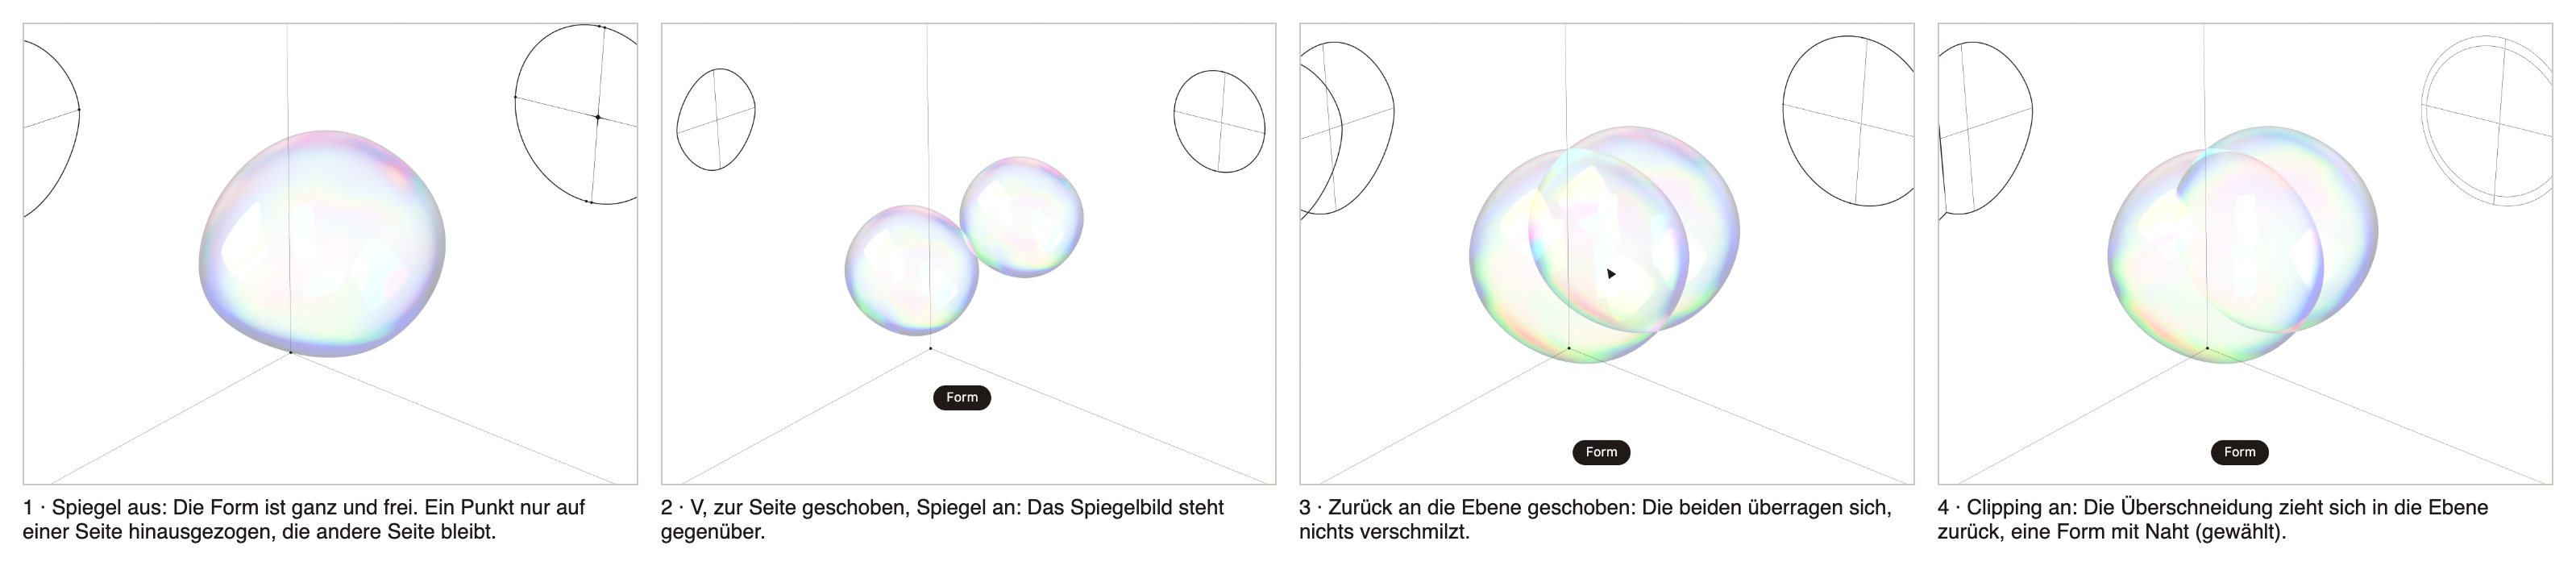 Form
Form
Form
1 · Spiegel aus: Die Form ist ganz und frei. Ein Punkt nur auf
einer Seite hinausgezogen, die andere Seite bleibt.
2 · V, zur Seite geschoben, Spiegel an: Das Spiegelbild steht
gegenüber.
3 · Zurück an die Ebene geschoben: Die beiden überragen sich,
nichts verschmilzt.
4 · Clipping an: Die Überschneidung zieht sich in die Ebene
zurück, eine Form mit Naht (gewählt).